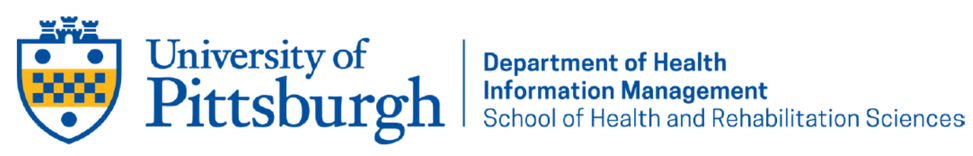 University of
Pittsburgh
Department of Health
Information Management
School of Health and Rehabilitation Sciences